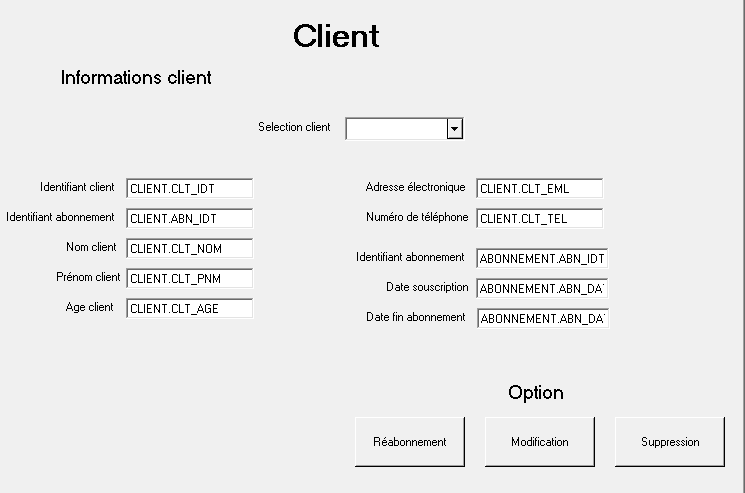 Client
Informations client
Selection client
Identifiant client CLIENT.CLT_IDT
Identifiant abonnement CLIENT.ABN_IDT
Nom client CLIENT.CLT_NOM
Prénom client CLIENT.CLT_PNM
Age client CLIENT.CLT_AGE
Adresse électronique CLIENT.CLT_EML
Numéro de téléphone CLIENT.CLT_TEL
Identifiant abonnement ABONNEMENT.ABN_IDT
Date souscription ABONNEMENT.ABN_DA
Date fin abonnement ABONNEMENT.ABN_DA
Option
Réabonnement Modification Suppression